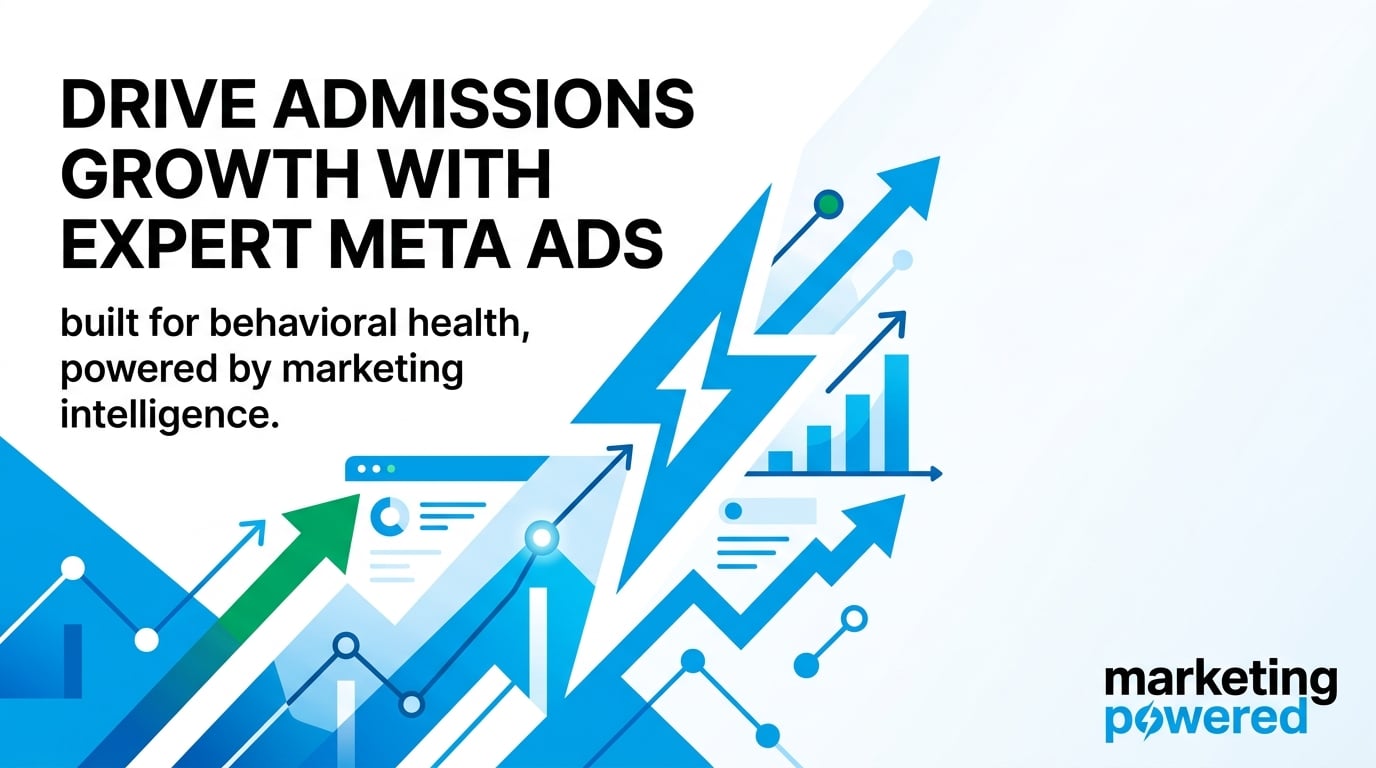 DRIVE ADMISSIONS
GROWTH WITH
EXPERT META ADS
built for behavioral health,
powered by marketing
intelligence.
marketing
powered